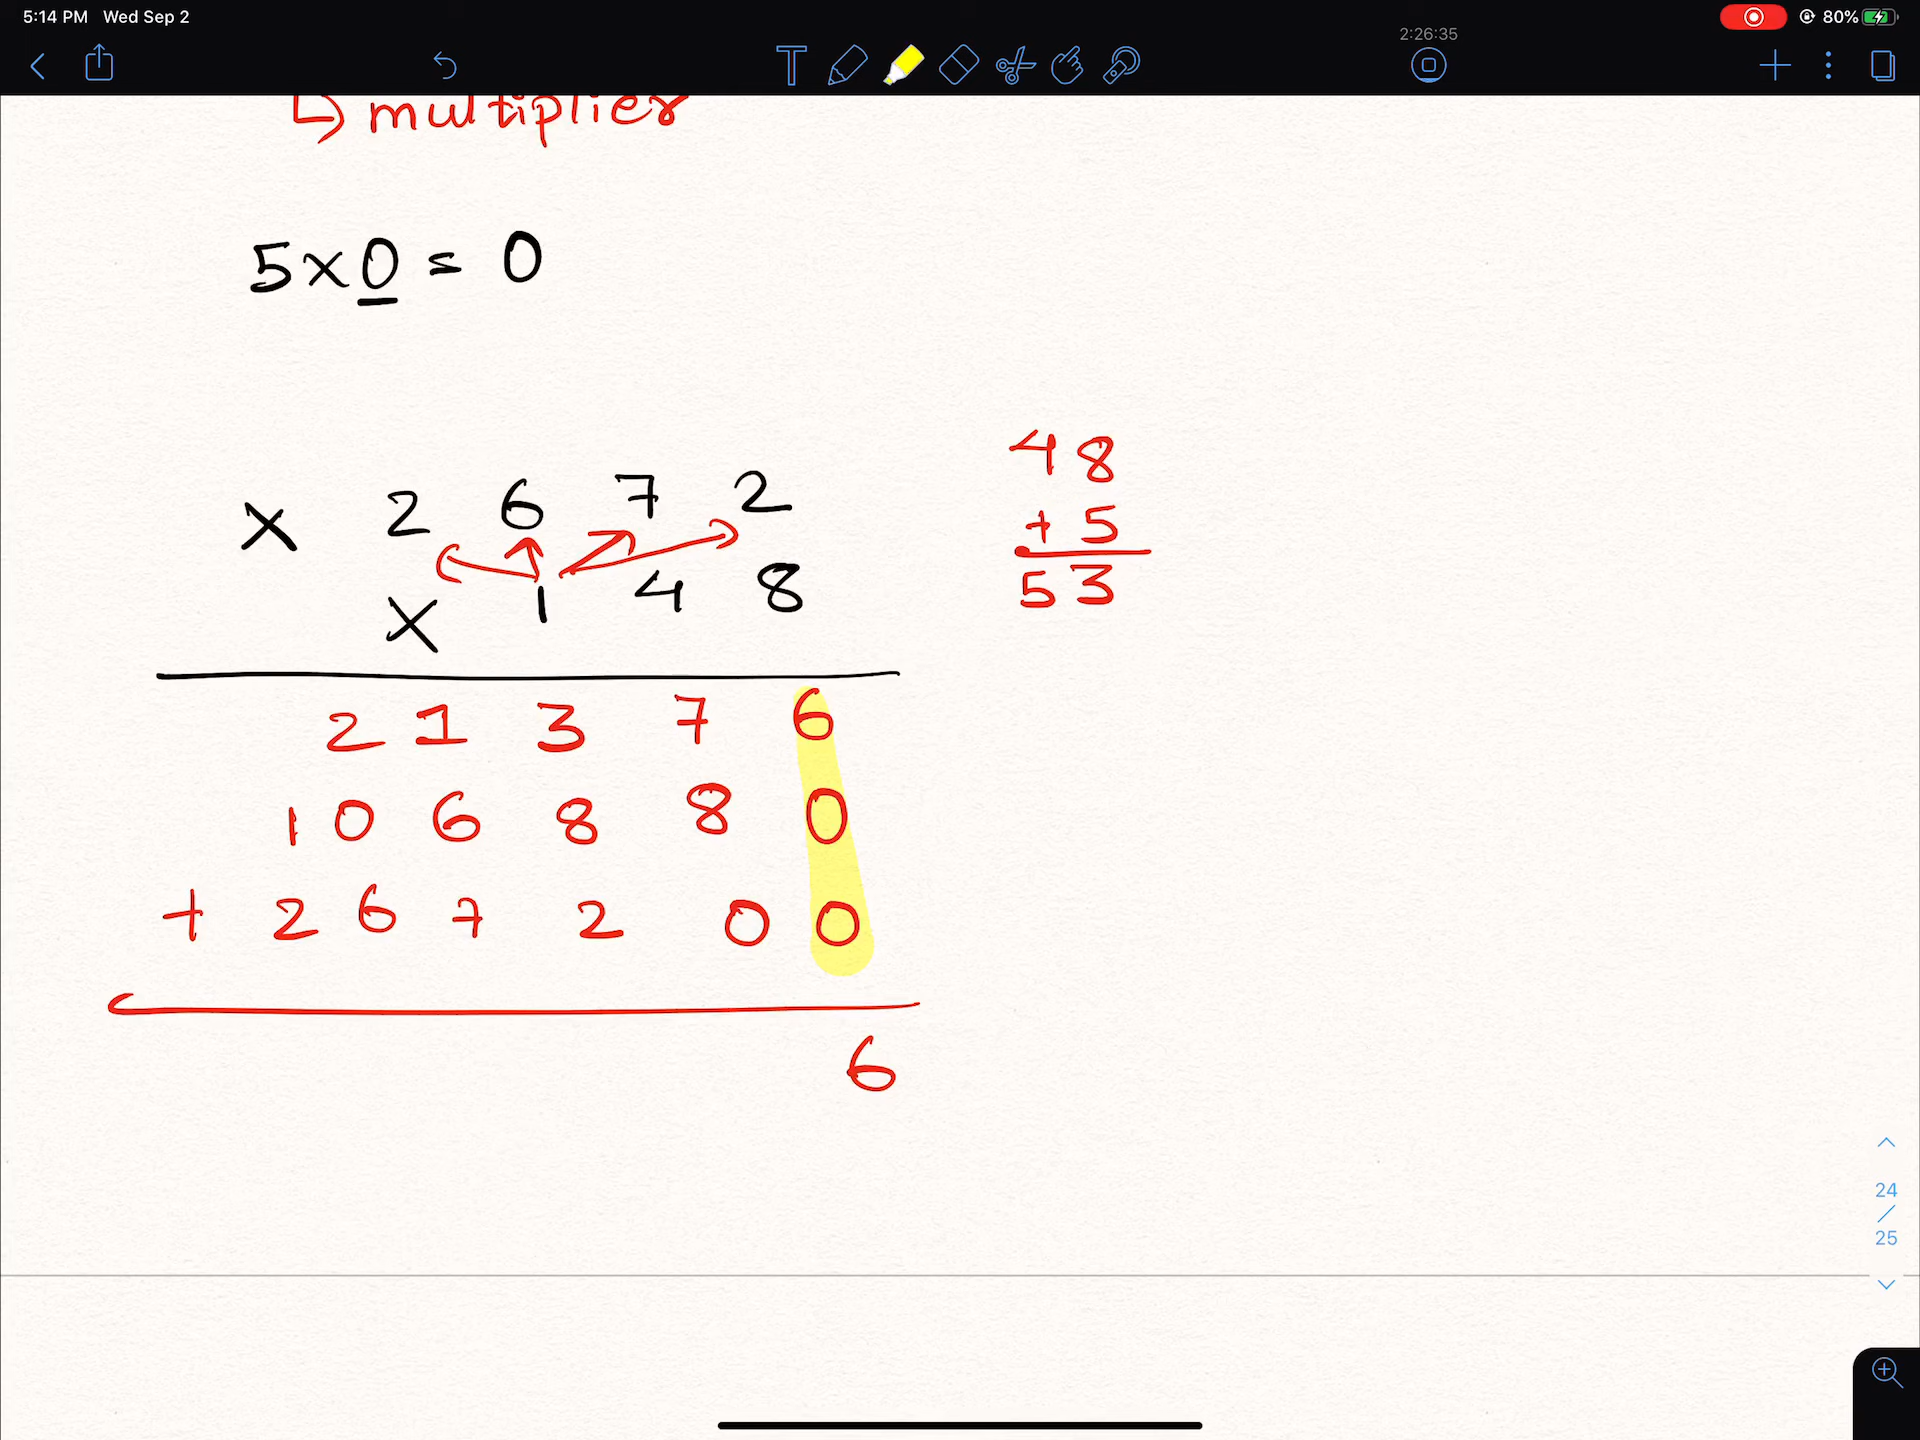 5:14 PM Wed Sep 2
80%
2:26:35
T
↳ multiplier
5 × 0 = 0
× 2 6 7 2
× 1 4 8
2 1 3 7 6
1 0 6 8 8 0
+ 2 6 7 2 0 0
6
4 8
+ 5
5 3
24
/
25